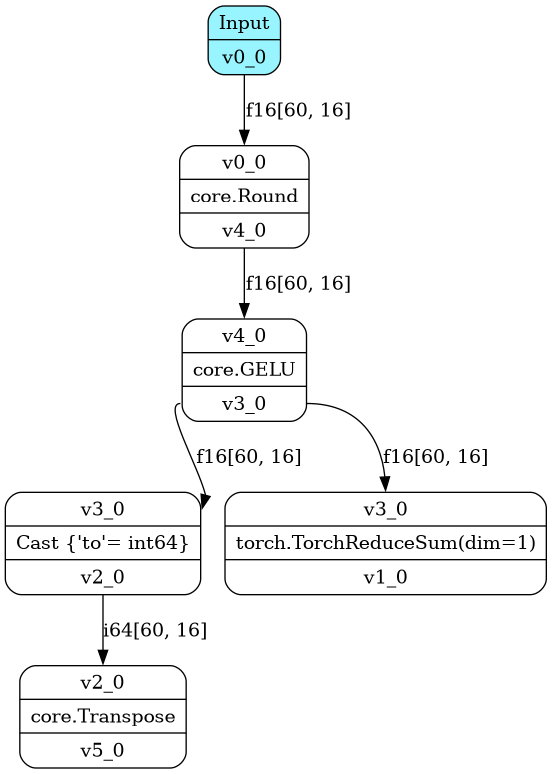 Input
v0_0
f16[60, 16]
v0_0
core.Round
v4_0
f16[60, 16]
v4_0
core.GELU
v3_0
f16[60, 16]
f16[60, 16]
v3_0
Cast {'to'= int64}
v2_0
v3_0
torch.TorchReduceSum(dim=1)
v1_0
i64[60, 16]
v2_0
core.Transpose
v5_0